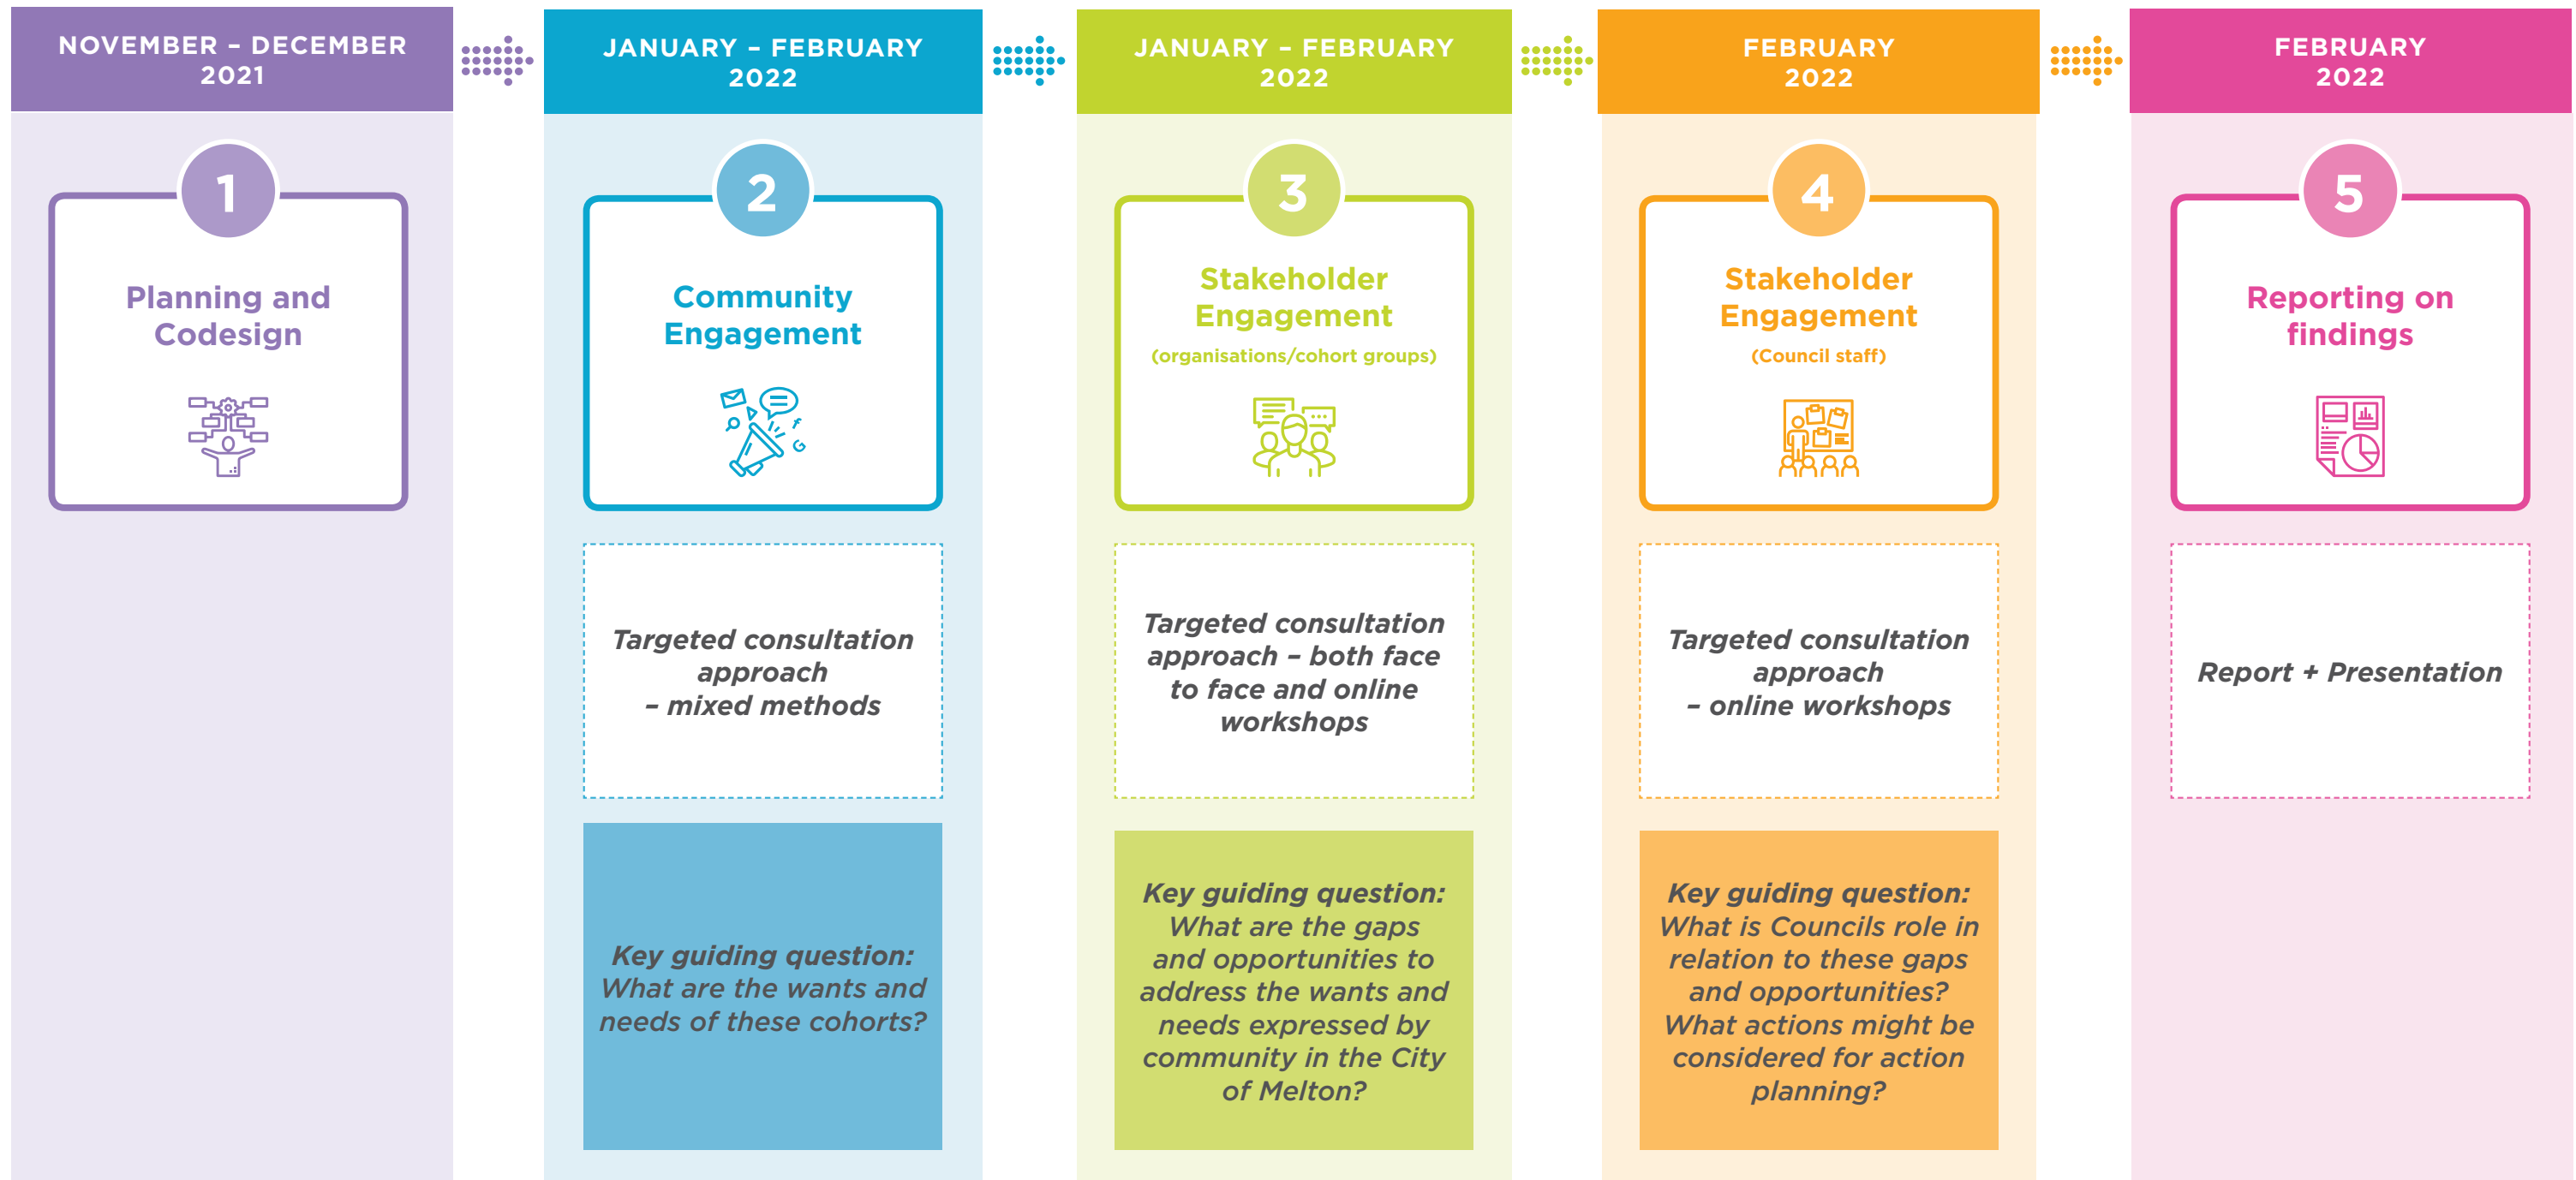 NOVEMBER – DECEMBER
2021
1
Planning and
Codesign
JANUARY – FEBRUARY
2022
2
Community
Engagement
Targeted consultation
approach
– mixed methods
Key guiding question:
What are the wants and
needs of these cohorts?
JANUARY – FEBRUARY
2022
3
Stakeholder
Engagement
(organisations/cohort groups)
Targeted consultation
approach – both face
to face and online
workshops
Key guiding question:
What are the gaps
and opportunities to
address the wants and
needs expressed by
community in the City
of Melton?
FEBRUARY
2022
4
Stakeholder
Engagement
(Council staff)
Targeted consultation
approach
– online workshops
Key guiding question:
What is Councils role in
relation to these gaps
and opportunities?
What actions might be
considered for action
planning?
FEBRUARY
2022
5
Reporting on
findings
Report + Presentation